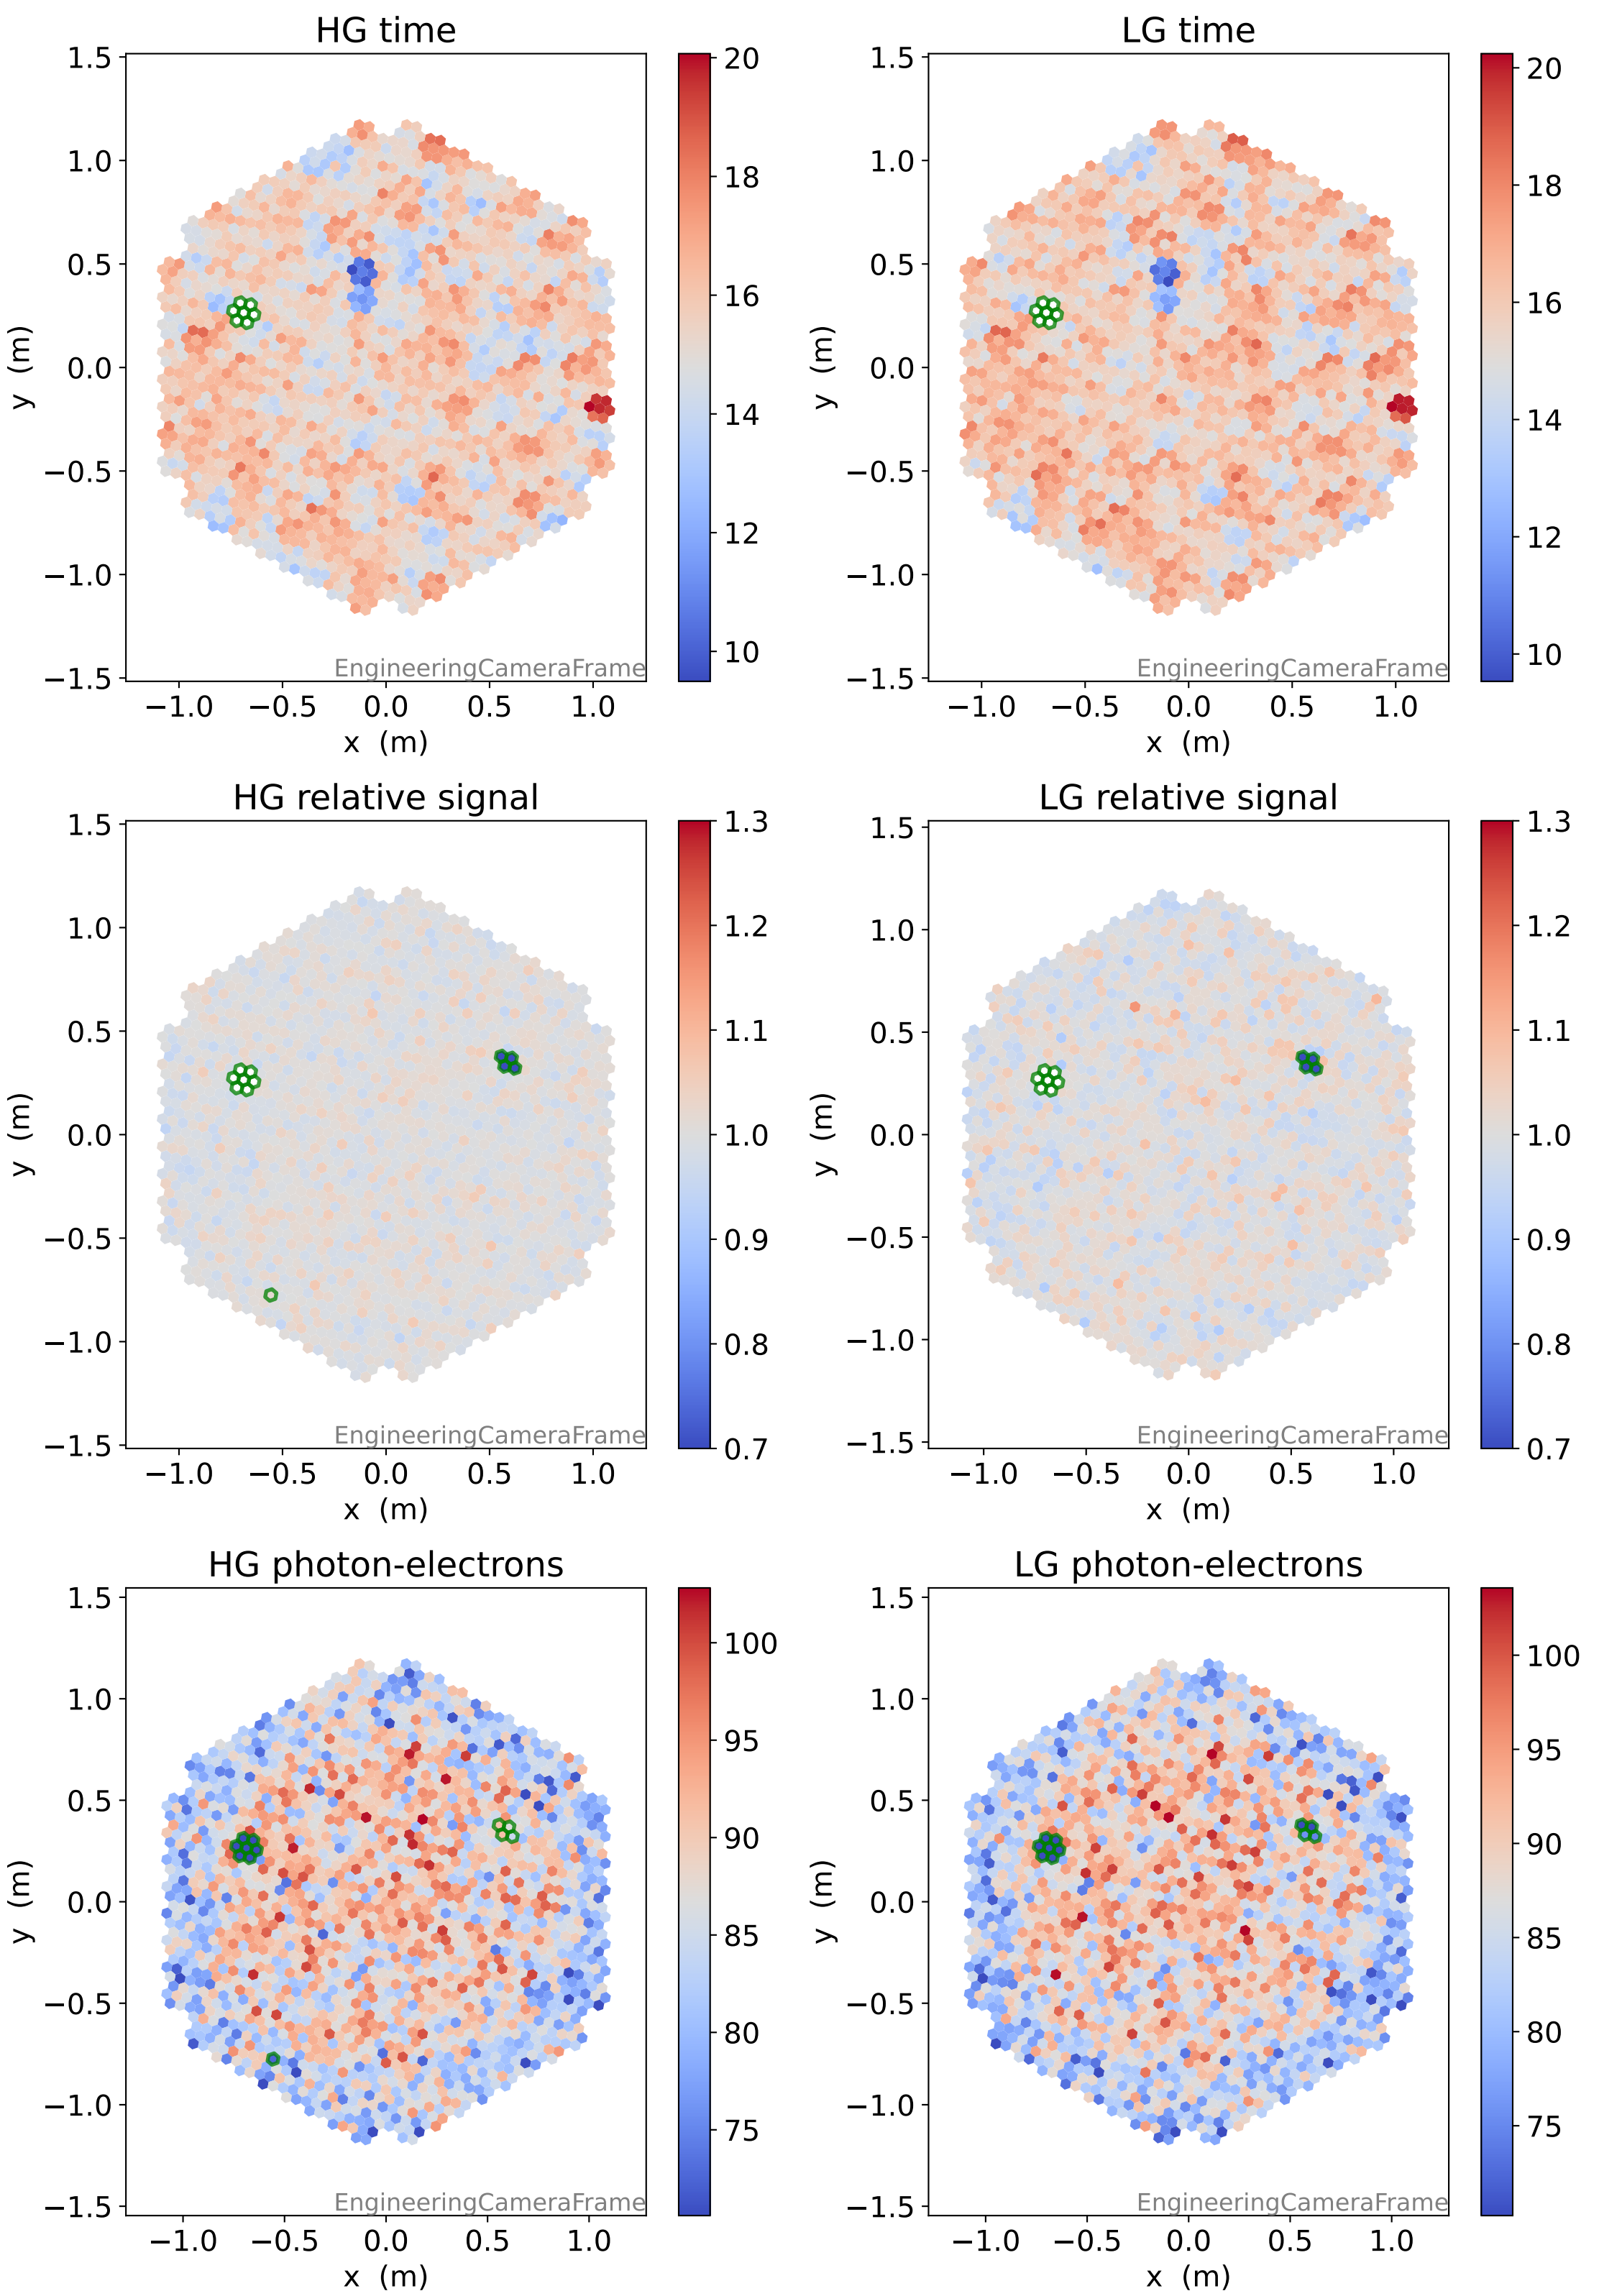 HG time
1.5
1.0
0.5
0.0
−0.5
−1.0
−1.5
y (m)
−1.0 −0.5 0.0 0.5 1.0
x (m)
EngineeringCameraFrame
20
18
16
14
12
10
LG time
1.5
1.0
0.5
0.0
−0.5
−1.0
−1.5
y (m)
−1.0 −0.5 0.0 0.5 1.0
x (m)
EngineeringCameraFrame
20
18
16
14
12
10
HG relative signal
1.5
1.0
0.5
0.0
−0.5
−1.0
−1.5
y (m)
−1.0 −0.5 0.0 0.5 1.0
x (m)
EngineeringCameraFrame
1.3
1.2
1.1
1.0
0.9
0.8
0.7
LG relative signal
1.5
1.0
0.5
0.0
−0.5
−1.0
−1.5
y (m)
−1.0 −0.5 0.0 0.5 1.0
x (m)
EngineeringCameraFrame
1.3
1.2
1.1
1.0
0.9
0.8
0.7
HG photon-electrons
1.5
1.0
0.5
0.0
−0.5
−1.0
−1.5
y (m)
−1.0 −0.5 0.0 0.5 1.0
x (m)
EngineeringCameraFrame
100
95
90
85
80
75
LG photon-electrons
1.5
1.0
0.5
0.0
−0.5
−1.0
−1.5
y (m)
−1.0 −0.5 0.0 0.5 1.0
x (m)
EngineeringCameraFrame
100
95
90
85
80
75